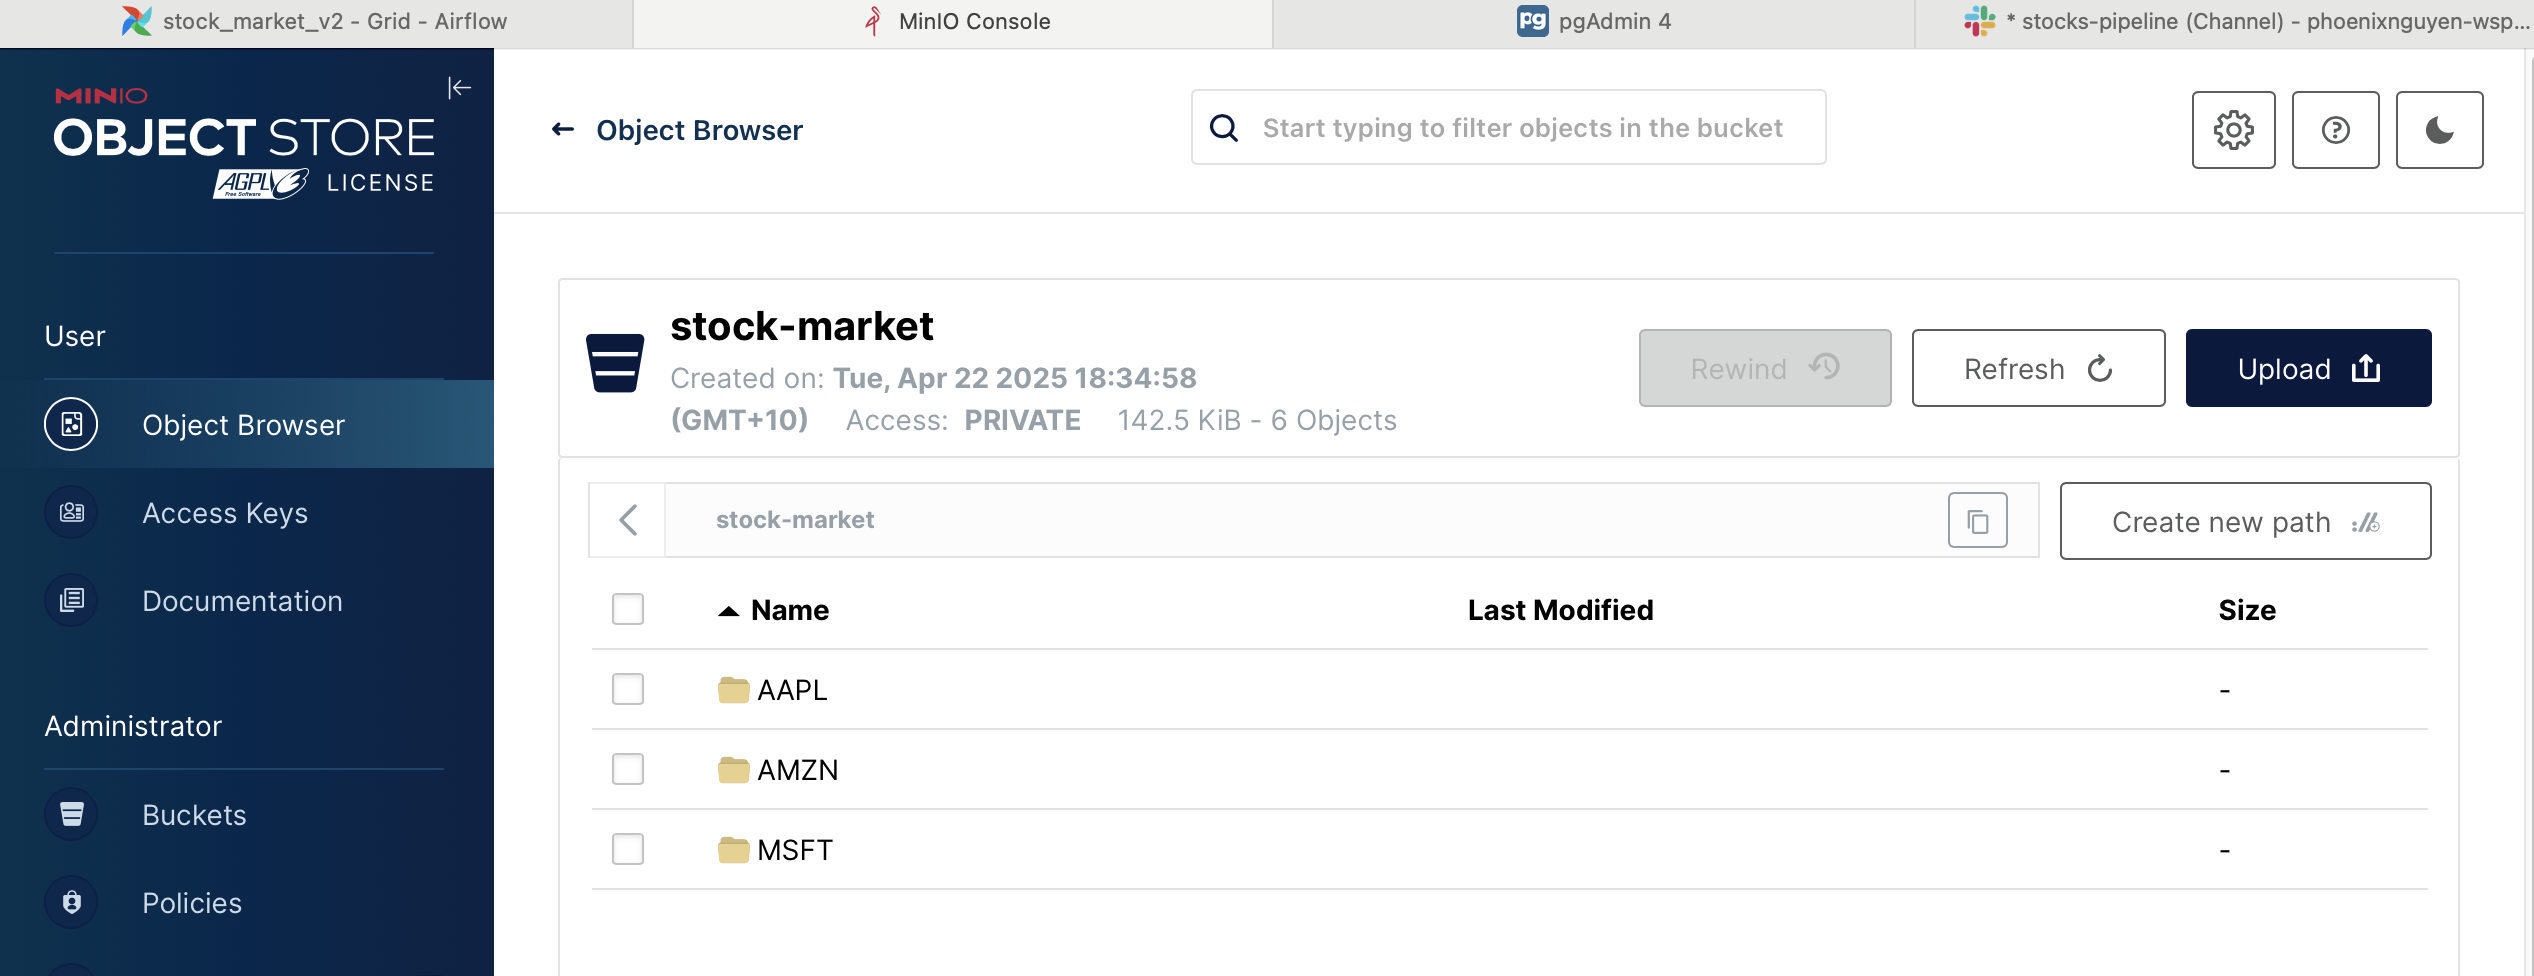 stock_market_v2 - Grid - Airflow
MinIO Console
pgAdmin 4
* stocks-pipeline (Channel) - phoenixnguyen-wsp...
MINIO
OBJECT STORE
AGPLv3 LICENSE
Free Software
Object Browser
Start typing to filter objects in the bucket
User
Object Browser
Access Keys
Documentation
Administrator
Buckets
Policies
stock-market
Created on: Tue, Apr 22 2025 18:34:58
(GMT+10) Access: PRIVATE 142.5 KiB - 6 Objects
Rewind
Refresh
Upload
stock-market
Create new path
Name Last Modified Size
AAPL -
AMZN -
MSFT -